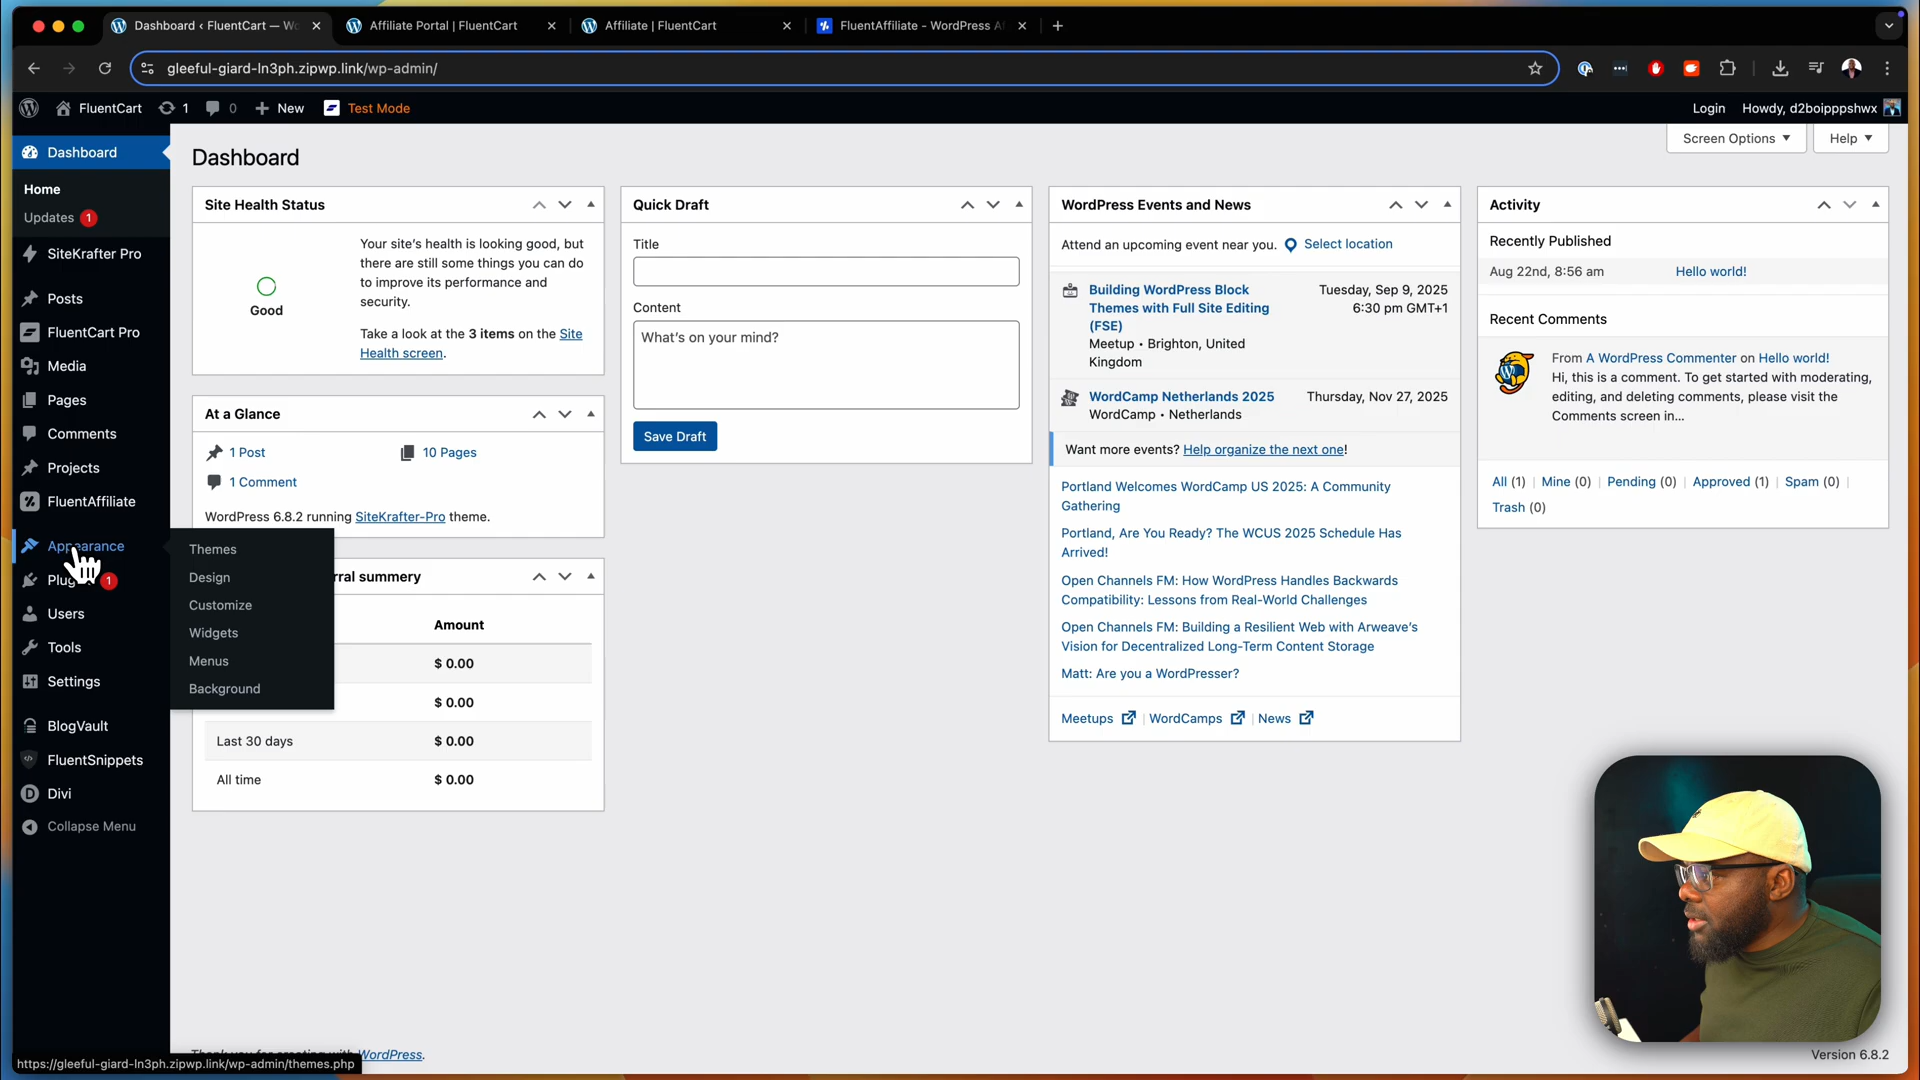 Dashboard ‹ FluentCart — Wo
Affiliate Portal | FluentCart
Affiliate | FluentCart
FluentAffiliate - WordPress Af
gleeful-giard-ln3ph.zipwp.link/wp-admin/
FluentCart
1
0
New
Test Mode
Login
Howdy, d2boipppshwx
Dashboard
Home
Updates 1
SiteKrafter Pro
Posts
FluentCart Pro
Media
Pages
Comments
Projects
FluentAffiliate
Appearance
Plug 1
Users
Tools
Settings
BlogVault
FluentSnippets
Divi
Collapse Menu
Themes
Design
Customize
Widgets
Menus
Background
Dashboard
Screen Options
Help
Site Health Status
Good
Your site's health is looking good, but
there are still some things you can do
to improve its performance and
security.
Take a look at the 3 items on the Site
Health screen.
At a Glance
1 Post
10 Pages
1 Comment
WordPress 6.8.2 running SiteKrafter-Pro theme.
rral summery
Amount
$ 0.00
$ 0.00
Last 30 days
$ 0.00
All time
$ 0.00
Quick Draft
Title
Content
What's on your mind?
Save Draft
WordPress Events and News
Attend an upcoming event near you.
Select location
Building WordPress Block
Themes with Full Site Editing
(FSE)
Meetup • Brighton, United
Kingdom
Tuesday, Sep 9, 2025
6:30 pm GMT+1
WordCamp Netherlands 2025
WordCamp • Netherlands
Thursday, Nov 27, 2025
Want more events? Help organize the next one!
Portland Welcomes WordCamp US 2025: A Community
Gathering
Portland, Are You Ready? The WCUS 2025 Schedule Has
Arrived!
Open Channels FM: How WordPress Handles Backwards
Compatibility: Lessons from Real-World Challenges
Open Channels FM: Building a Resilient Web with Arweave's
Vision for Decentralized Long-Term Content Storage
Matt: Are you a WordPresser?
Meetups | WordCamps | News
Activity
Recently Published
Aug 22nd, 8:56 am
Hello world!
Recent Comments
From A WordPress Commenter on Hello world!
Hi, this is a comment. To get started with moderating,
editing, and deleting comments, please visit the
Comments screen in…
All (1) | Mine (0) | Pending (0) | Approved (1) | Spam (0) |
Trash (0)
WordPress.
Version 6.8.2
https://gleeful-giard-ln3ph.zipwp.link/wp-admin/themes.php